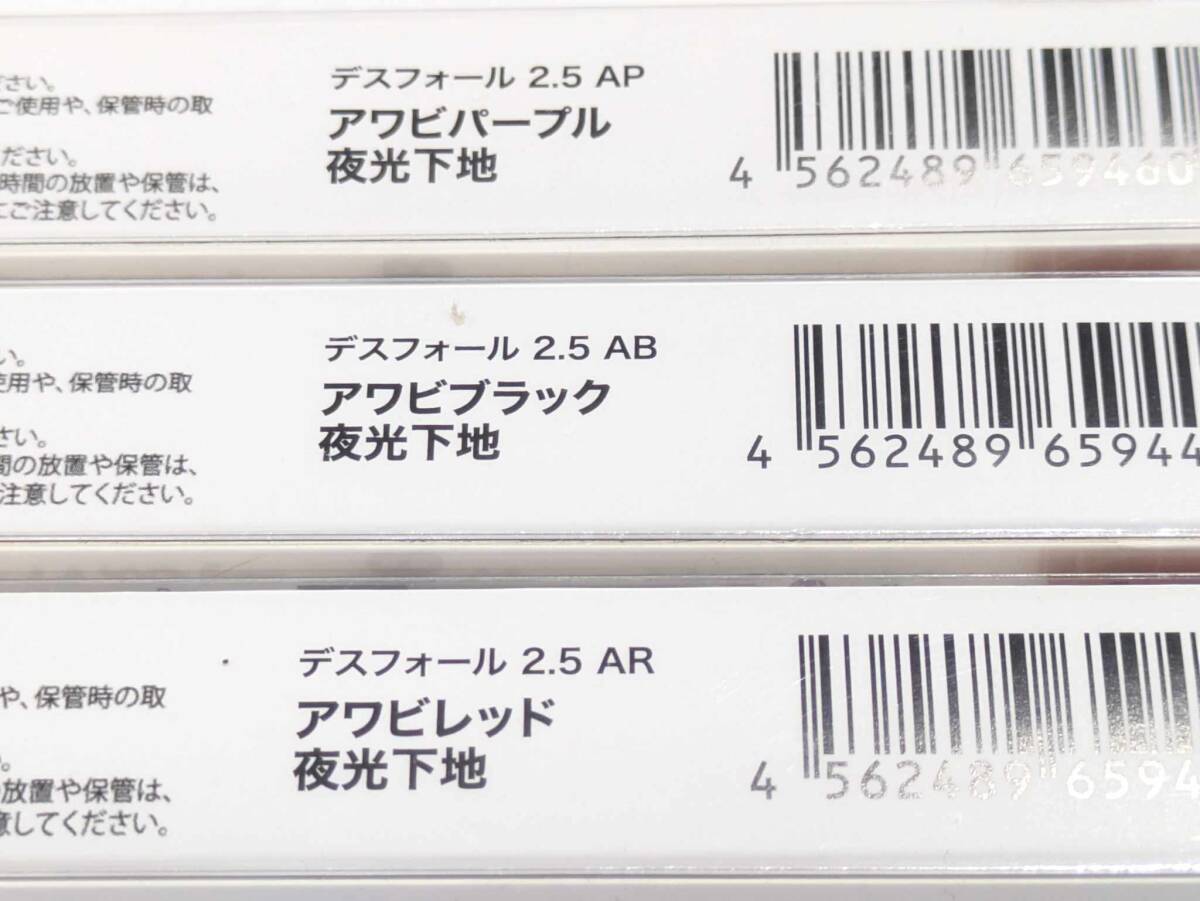 ださい。
ご使用や、保管時の取
ださい。
時間の放置や保管は、
にご注意してください。
デスフォール 2.5 AP
アワビパープル
夜光下地
4 562489 659460
い。
使用や、保管時の取
さい。
間の放置や保管は、
ご注意してください。
デスフォール 2.5 AB
アワビブラック
夜光下地
4 562489 65944
や、保管時の取
の放置や保管は、
意してください。
デスフォール 2.5 AR
アワビレッド
夜光下地
4 562489 6594